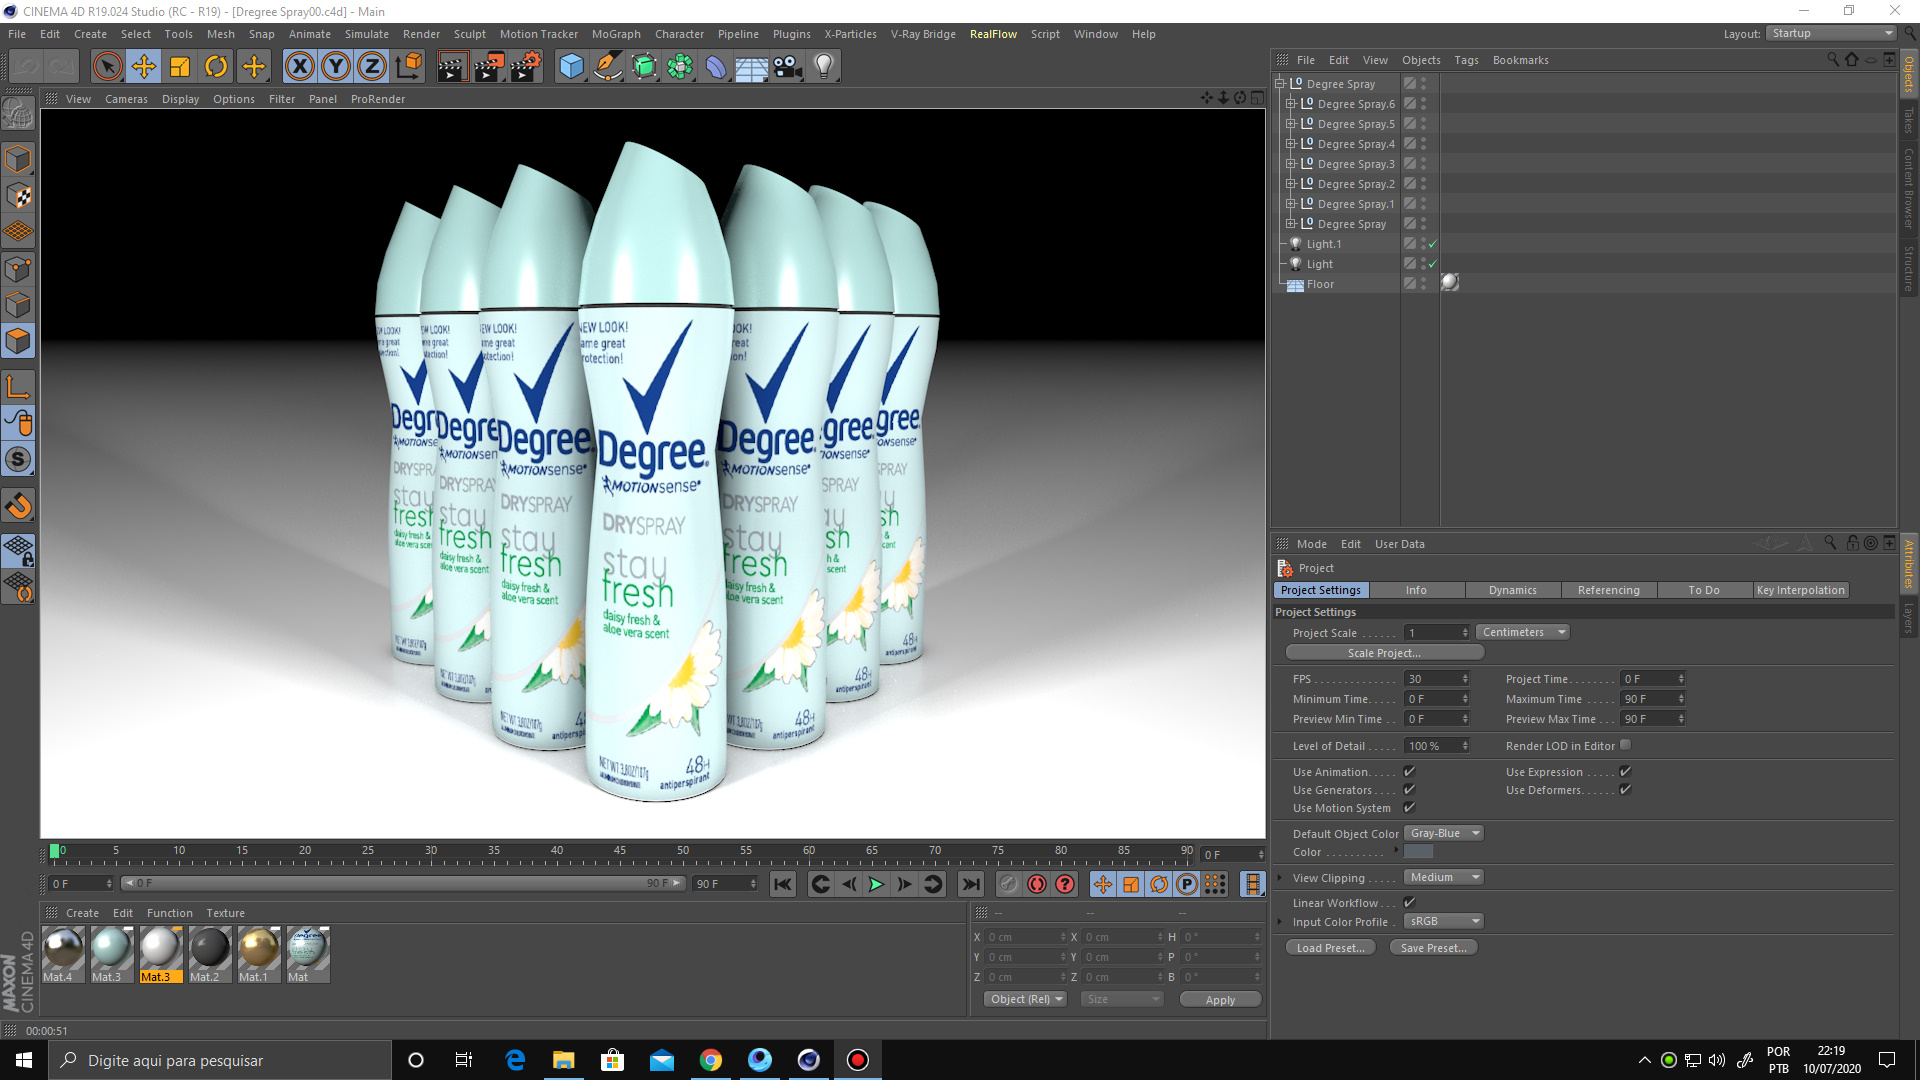 CINEMA 4D R19.024 Studio (RC - R19) - [Dregree Spray00.c4d] - Main
File Edit Create Select Tools Mesh Snap Animate Simulate Render Sculpt Motion Tracker MoGraph Character Pipeline Plugins X-Particles V-Ray Bridge RealFlow Script Window Help
Layout: Startup
X Y Z
View Cameras Display Options Filter Panel ProRender
NEW LOOK!
ame great
rotection!
Degree
MOTIONsense
DRYSPRAY
stay
fresh
daisy fresh &
aloe vera scent
NET WT 3.8OZ/107g
48H
antiperspirant
File Edit View Objects Tags Bookmarks
Degree Spray
Degree Spray.6
Degree Spray.5
Degree Spray.4
Degree Spray.3
Degree Spray.2
Degree Spray.1
Degree Spray
Light.1
Light
Floor
Objects
Takes
Content Browser
Structure
Mode Edit User Data
Project
Project Settings Info Dynamics Referencing To Do Key Interpolation
Project Settings
Project Scale 1 Centimeters
Scale Project...
FPS 30 Project Time 0 F
Minimum Time 0 F Maximum Time 90 F
Preview Min Time 0 F Preview Max Time 90 F
Level of Detail 100 % Render LOD in Editor
Use Animation Use Expression
Use Generators Use Deformers
Use Motion System
Default Object Color Gray-Blue
Color
View Clipping Medium
Linear Workflow
Input Color Profile sRGB
Load Preset... Save Preset...
Attributes
Layers
0 5 10 15 20 25 30 35 40 45 50 55 60 65 70 75 80 85 90 0 F
0 F 0 F 90 F 90 F
Create Edit Function Texture
Mat.4 Mat.3 Mat.3 Mat.2 Mat.1 Mat
-- -- --
X 0 cm X 0 cm H 0 °
Y 0 cm Y 0 cm P 0 °
Z 0 cm Z 0 cm B 0 °
Object (Rel) Size Apply
MAXON
CINEMA 4D
00:00:51
Digite aqui para pesquisar
POR
PTB
22:19
10/07/2020